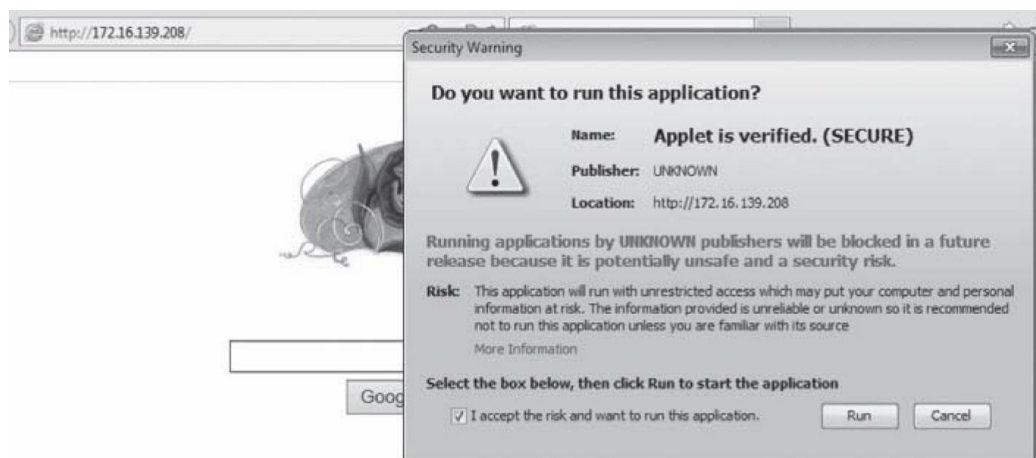 http://172.16.139.208/
Security Warning
Do you want to run this application?
Name: Applet is verified. (SECURE)
Publisher: UNKNOWN
Location: http://172.16.139.208
Running applications by UNKNOWN publishers will be blocked in a future
release because it is potentially unsafe and a security risk.
Risk: This application will run with unrestricted access which may put your computer and personal
information at risk. The information provided is unreliable or unknown so it is recommended
not to run this application unless you are familiar with its source
More Information
Select the box below, then click Run to start the application
I accept the risk and want to run this application.
Run
Cancel
Goog